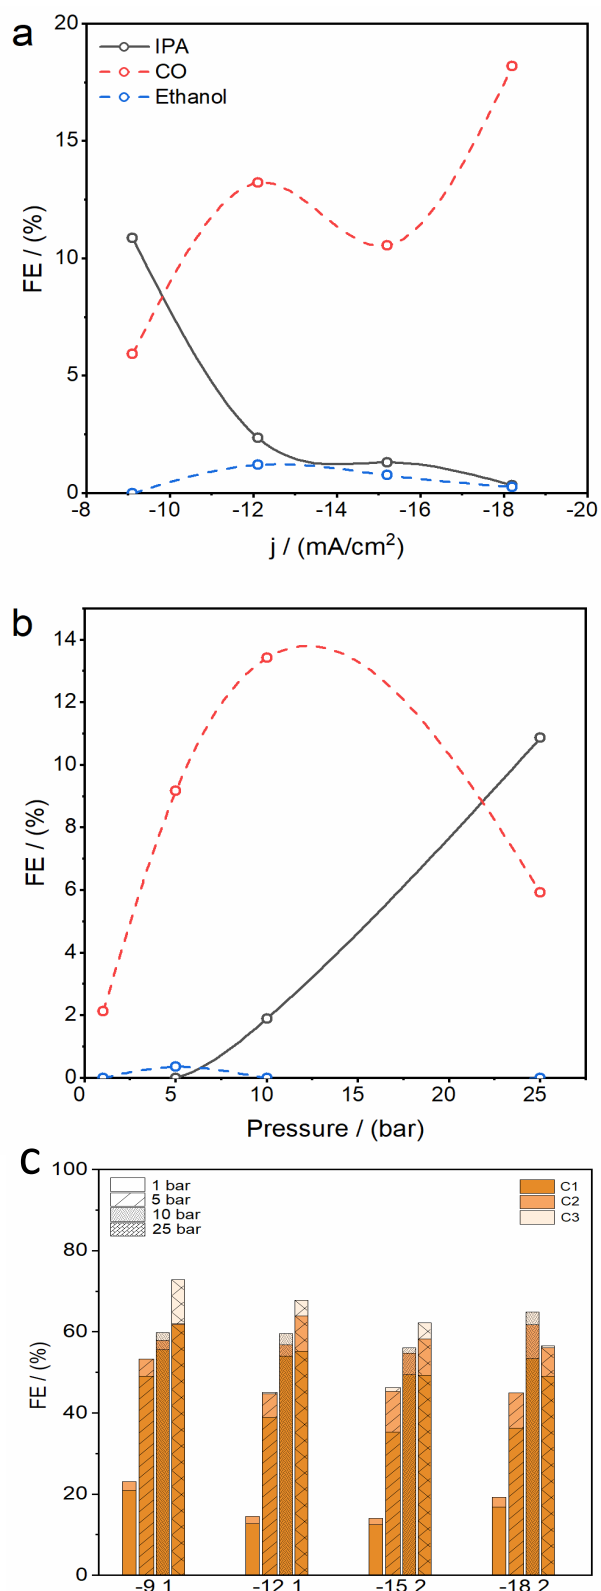 a
20
15
10
5
0
IPA
CO
Ethanol
FE / (%)
-8 -10 -12 -14 -16 -18 -20
j / (mA/cm²)
b
14
12
10
8
6
4
2
0
FE / (%)
0 5 10 15 20 25
Pressure / (bar)
c
100
80
60
40
20
0
1 bar
5 bar
10 bar
25 bar
C1
C2
C3
FE / (%)
-9.1 -12.1 -15.2 -18.2